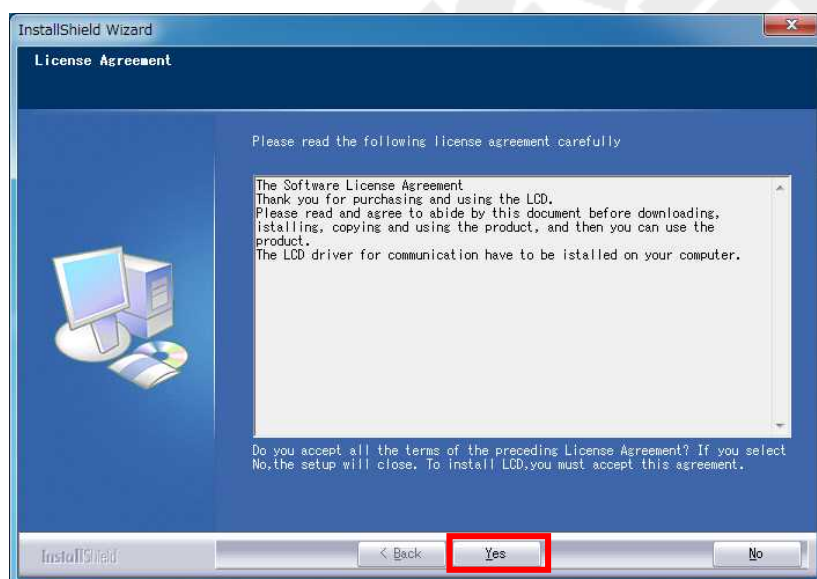 InstallShield Wizard
License Agreement
Please read the following license agreement carefully
The Software License Agreement
Thank you for purchasing and using the LCD.
Please read and agree to abide by this document before downloading,
istalling, copying and using the product, and then you can use the
product.
The LCD driver for communication have to be istalled on your computer.
Do you accept all the terms of the preceding License Agreement? If you select
No,the setup will close. To install LCD,you must accept this agreement.
InstallShield
< Back
Yes
No